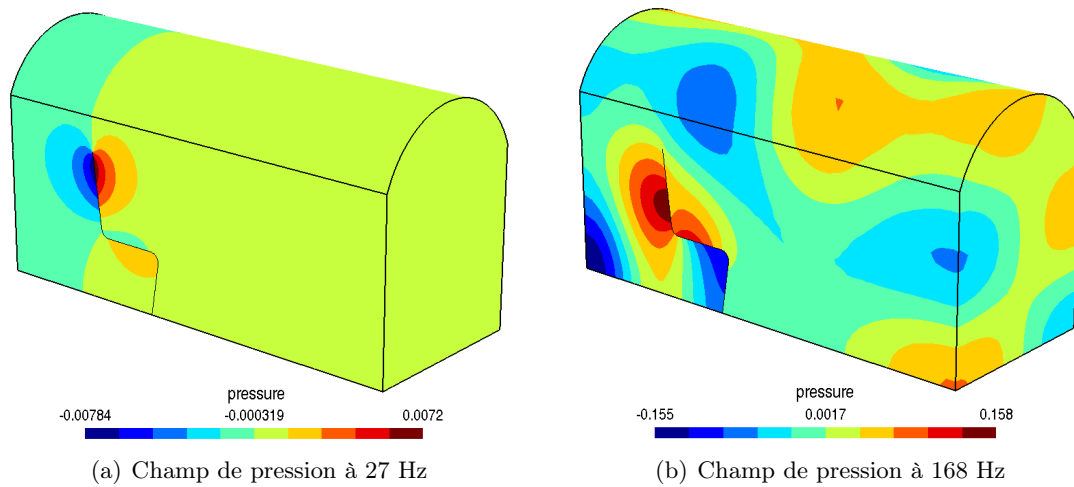 pressure
-0.00784 -0.000319 0.0072
(a) Champ de pression à 27 Hz
pressure
-0.155 0.0017 0.158
(b) Champ de pression à 168 Hz